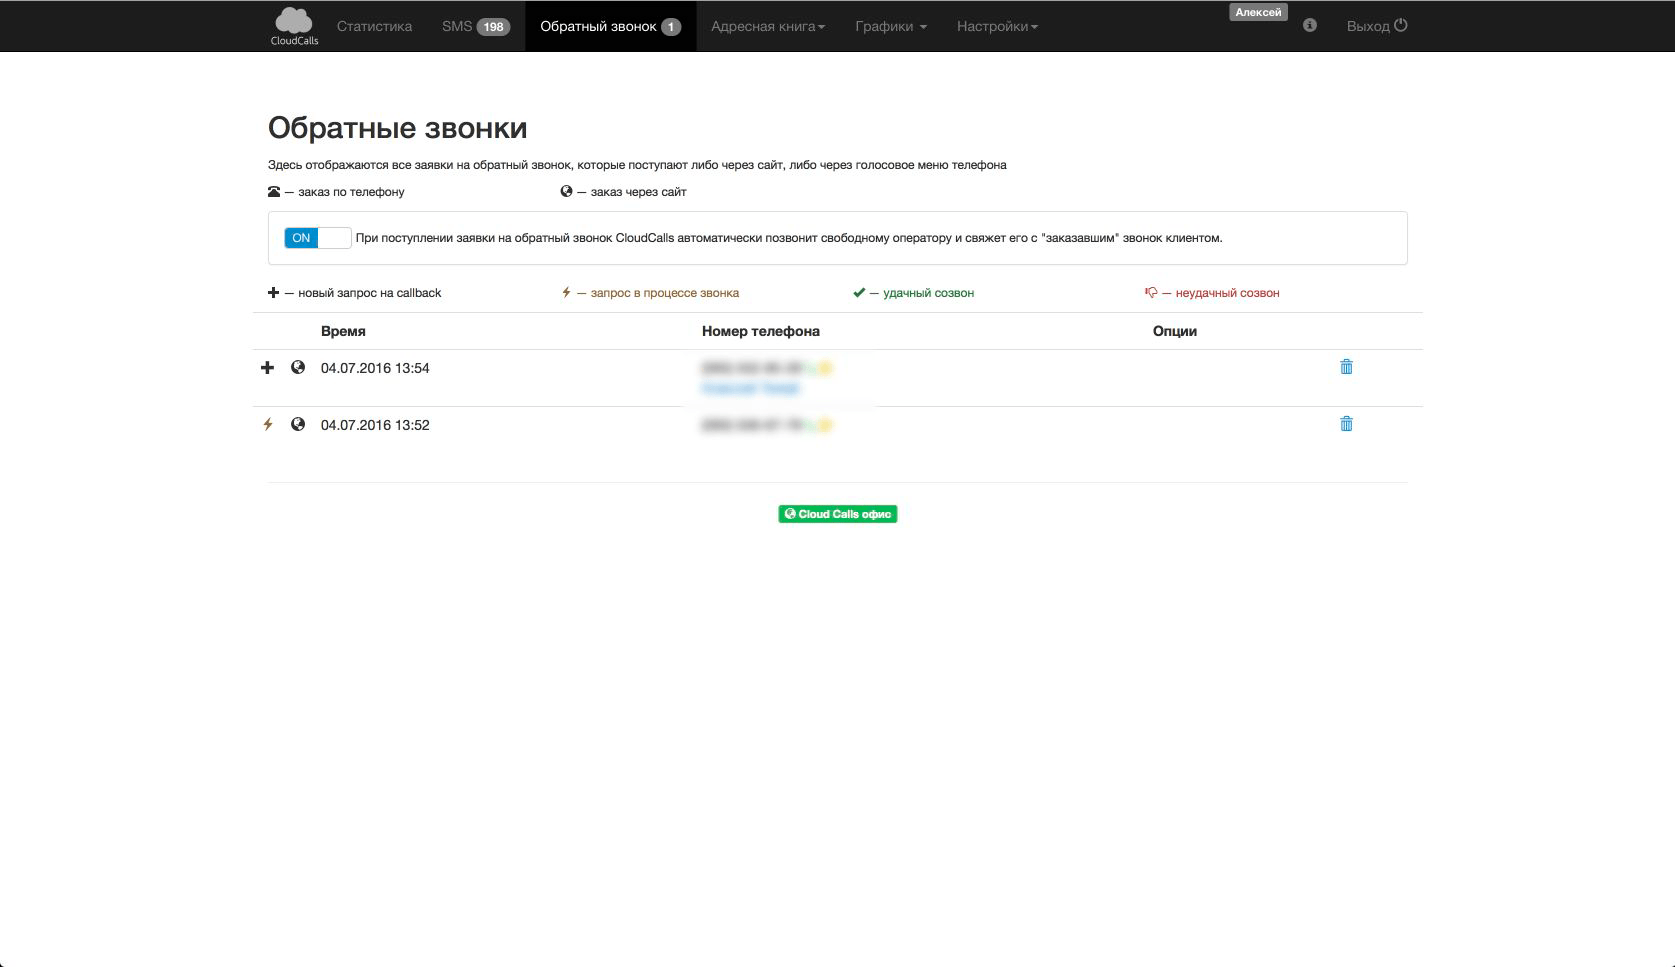 CloudCalls
Статистика
SMS 198
Обратный звонок 1
Адресная книга
Графики
Настройки
Алексей
Выход
Обратные звонки
Здесь отображаются все заявки на обратный звонок, которые поступают либо через сайт, либо через голосовое меню телефона
— заказ по телефону
— заказ через сайт
ON При поступлении заявки на обратный звонок CloudCalls автоматически позвонит свободному оператору и свяжет его с "заказавшим" звонок клиентом.
— новый запрос на callback
— запрос в процессе звонка
— удачный созвон
— неудачный созвон
Время
Номер телефона
Опции
04.07.2016 13:54
04.07.2016 13:52
Cloud Calls офис